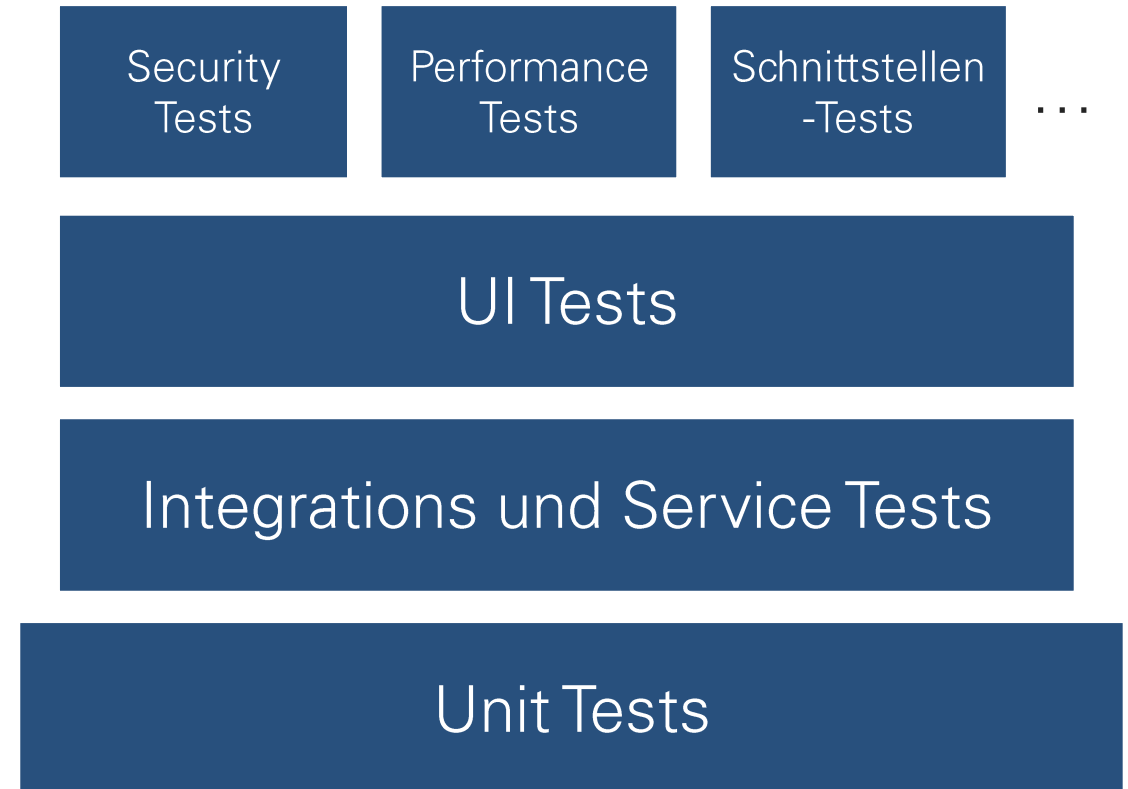 Security
Tests
Performance
Tests
Schnittstellen
-Tests
...
UI Tests
Integrations und Service Tests
Unit Tests